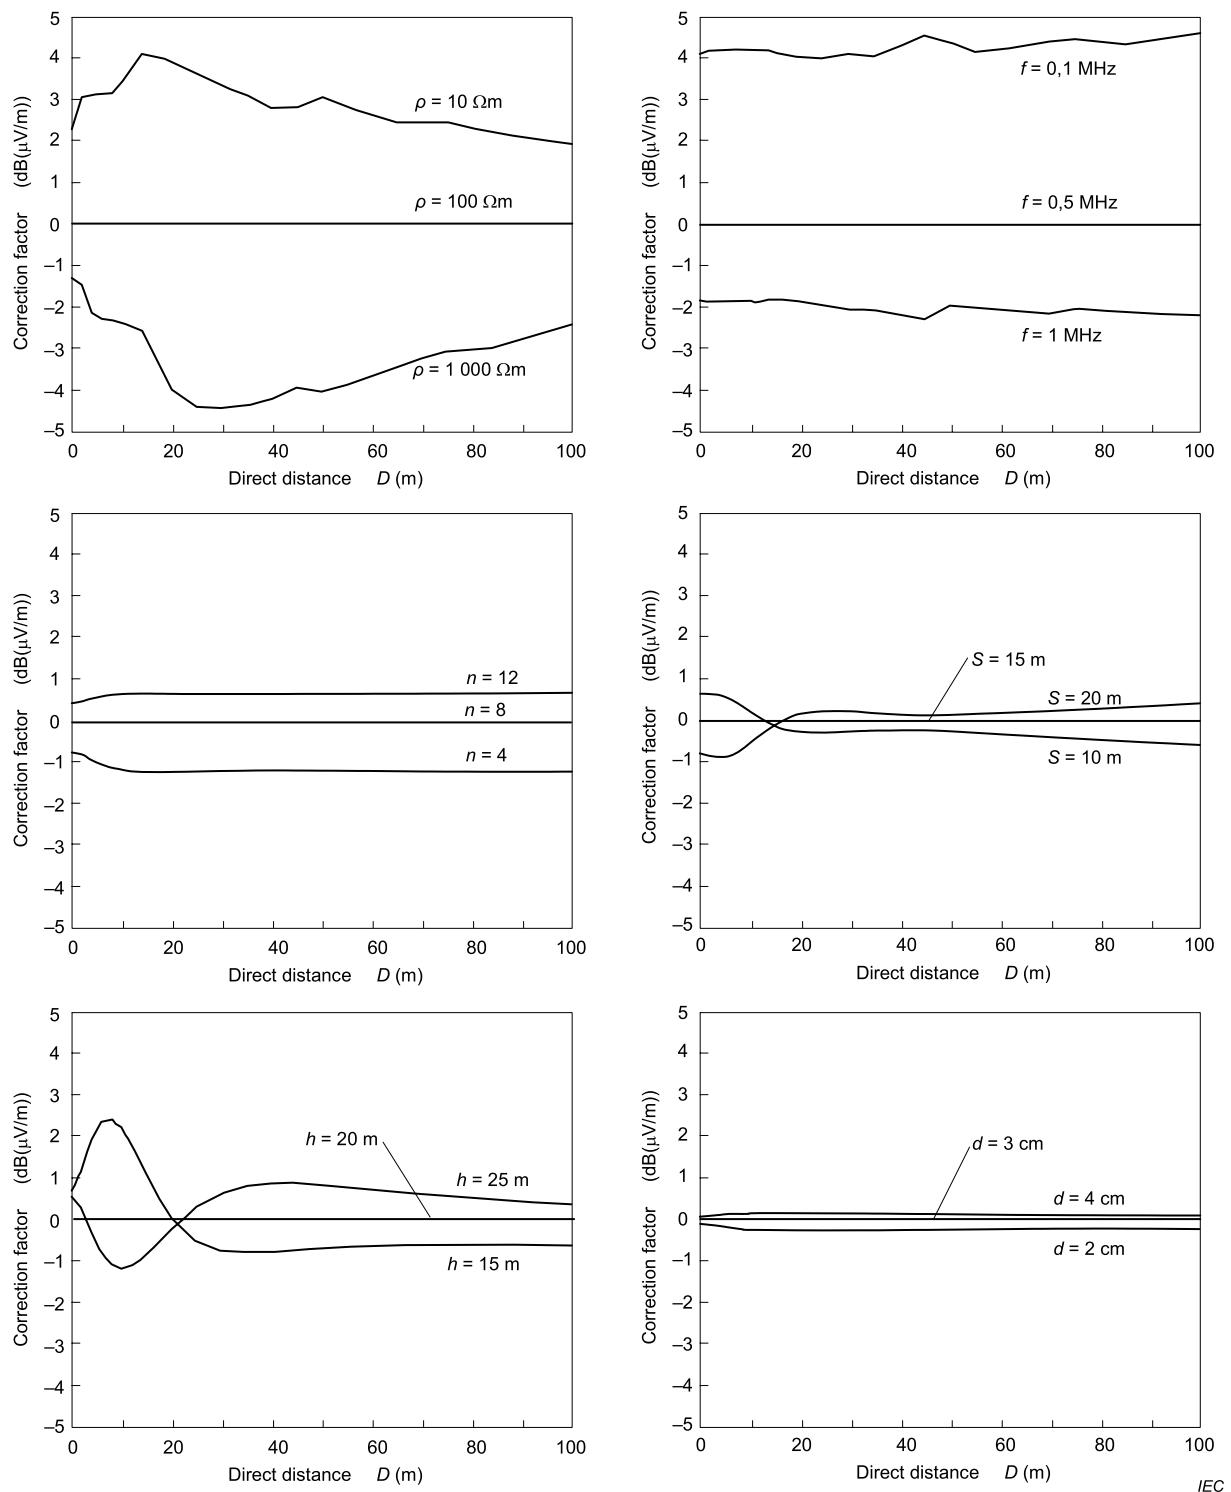 5
4
3
2
1
0
–1
–2
–3
–4
–5
Correction factor (dB(μV/m))
ρ = 10 Ωm
ρ = 100 Ωm
ρ = 1 000 Ωm
0 20 40 60 80 100
Direct distance D (m)
5
4
3
2
1
0
–1
–2
–3
–4
–5
Correction factor (dB(μV/m))
f = 0,1 MHz
f = 0,5 MHz
f = 1 MHz
0 20 40 60 80 100
Direct distance D (m)
5
4
3
2
1
0
–1
–2
–3
–4
–5
Correction factor (dB(μV/m))
n = 12
n = 8
n = 4
0 20 40 60 80 100
Direct distance D (m)
5
4
3
2
1
0
–1
–2
–3
–4
–5
Correction factor (dB(μV/m))
S = 15 m
S = 20 m
S = 10 m
0 20 40 60 80 100
Direct distance D (m)
5
4
3
2
1
0
–1
–2
–3
–4
–5
Correction factor (dB(μV/m))
h = 20 m
h = 25 m
h = 15 m
0 20 40 60 80 100
Direct distance D (m)
5
4
3
2
1
0
–1
–2
–3
–4
–5
Correction factor (dB(μV/m))
d = 3 cm
d = 4 cm
d = 2 cm
0 20 40 60 80 100
Direct distance D (m)
IEC